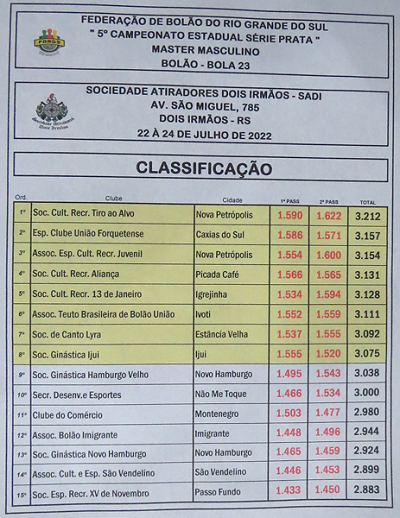 FEDERAÇÃO DE BOLÃO DO RIO GRANDE DO SUL
" 5º CAMPEONATO ESTADUAL SÉRIE PRATA "
MASTER MASCULINO
BOLÃO - BOLA 23
SOCIEDADE ATIRADORES DOIS IRMÃOS - SADI
AV. SÃO MIGUEL, 785
DOIS IRMÃOS - RS
22 À 24 DE JULHO DE 2022
CLASSIFICAÇÃO
Ord. Clube Cidade 1ª PASS 2ª PASS TOTAL
1º Soc. Cult. Recr. Tiro ao Alvo Nova Petrópolis 1.590 1.622 3.212
2º Esp. Clube União Forquetense Caxias do Sul 1.586 1.571 3.157
3º Assoc. Esp. Cult. Recr. Juvenil Nova Petrópolis 1.554 1.600 3.154
4º Soc. Cult. Recr. Aliança Picada Café 1.566 1.565 3.131
5º Soc. Cult. Recr. 13 de Janeiro Igrejinha 1.534 1.594 3.128
6º Assoc. Teuto Brasileira de Bolão União Ivoti 1.552 1.559 3.111
7º Soc. de Canto Lyra Estância Velha 1.537 1.555 3.092
8º Soc. Ginástica Ijuí Ijuí 1.555 1.520 3.075
9º Soc. Ginástica Hamburgo Velho Novo Hamburgo 1.495 1.543 3.038
10º Secr. Desenv.e Esportes Não Me Toque 1.466 1.534 3.000
11º Clube do Comércio Montenegro 1.503 1.477 2.980
12º Assoc. Bolão Imigrante Imigrante 1.448 1.496 2.944
13º Soc. Ginástica Novo Hamburgo Novo Hamburgo 1.465 1.459 2.924
14º Assoc. Cult. e Esp. São Vendelino São Vendelino 1.446 1.453 2.899
15º Soc. Esp. Recr. XV de Novembro Passo Fundo 1.433 1.450 2.883